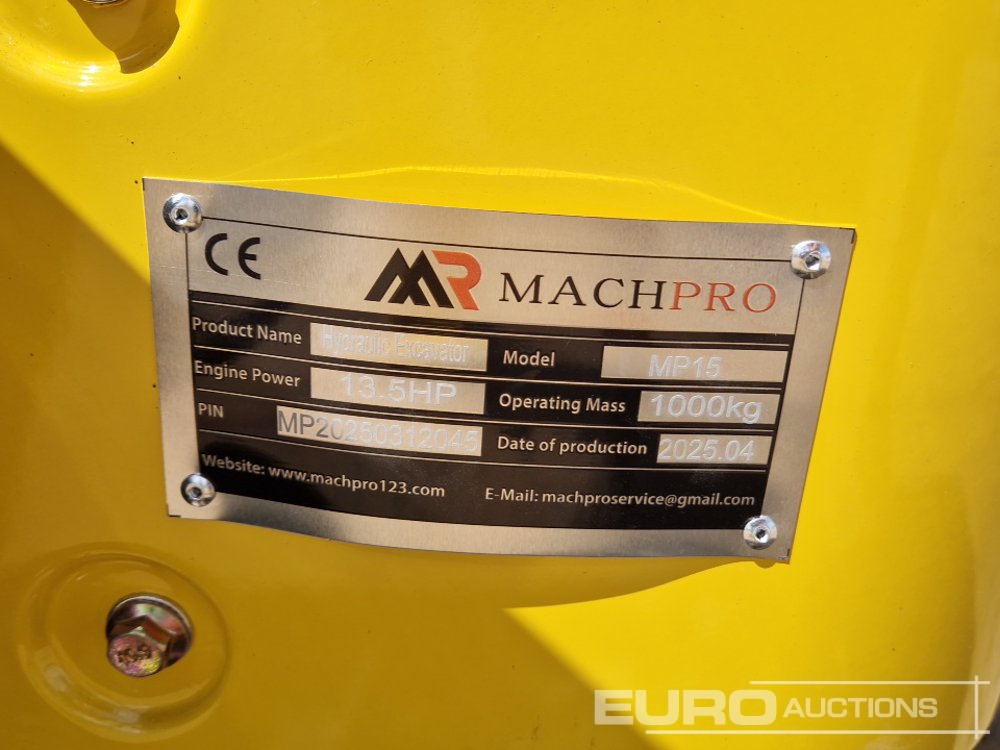 CE MR MACHPRO
Product Name Hydraulic Excavator Model MP15
Engine Power 13.5HP Operating Mass 1000kg
PIN MP20250312045 Date of production 2025.04
Website: www.machpro123.com E-Mail: machproservice@gmail.com
EURO AUCTIONS